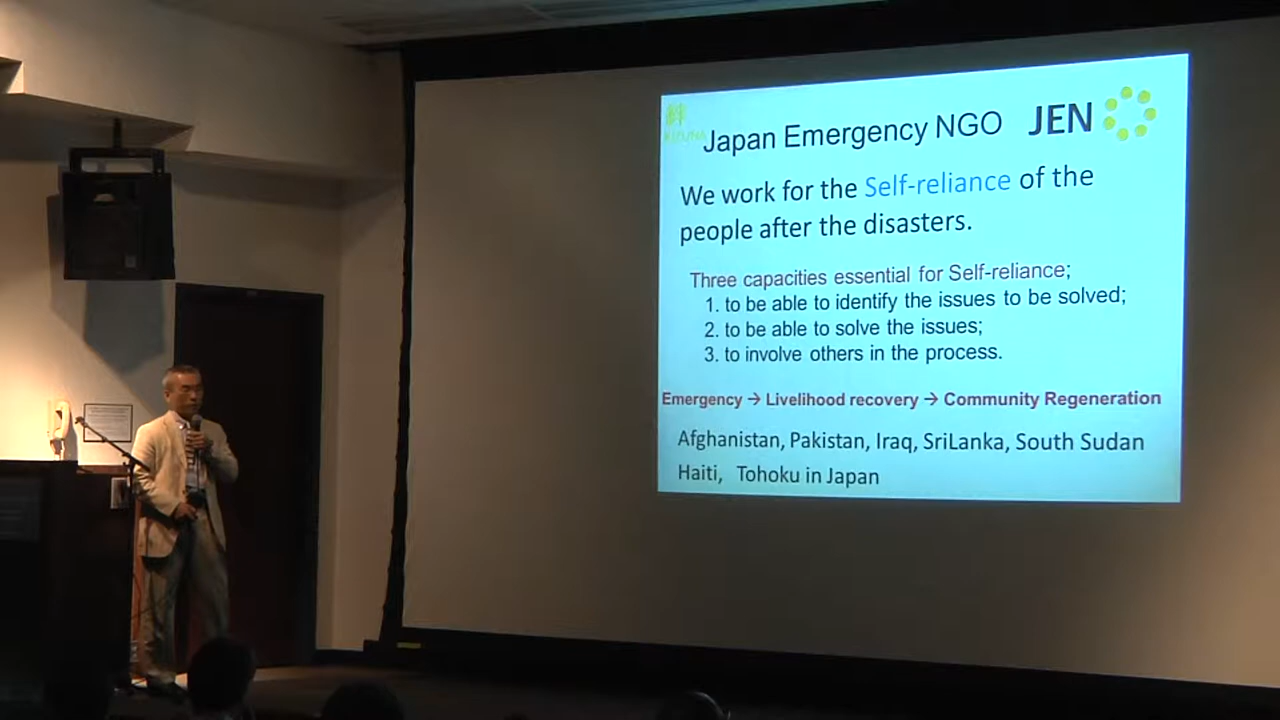 絆
KIZUNA
Japan Emergency NGO JEN
We work for the Self-reliance of the
people after the disasters.
Three capacities essential for Self-reliance;
1. to be able to identify the issues to be solved;
2. to be able to solve the issues;
3. to involve others in the process.
Emergency → Livelihood recovery → Community Regeneration
Afghanistan, Pakistan, Iraq, SriLanka, South Sudan
Haiti, Tohoku in Japan